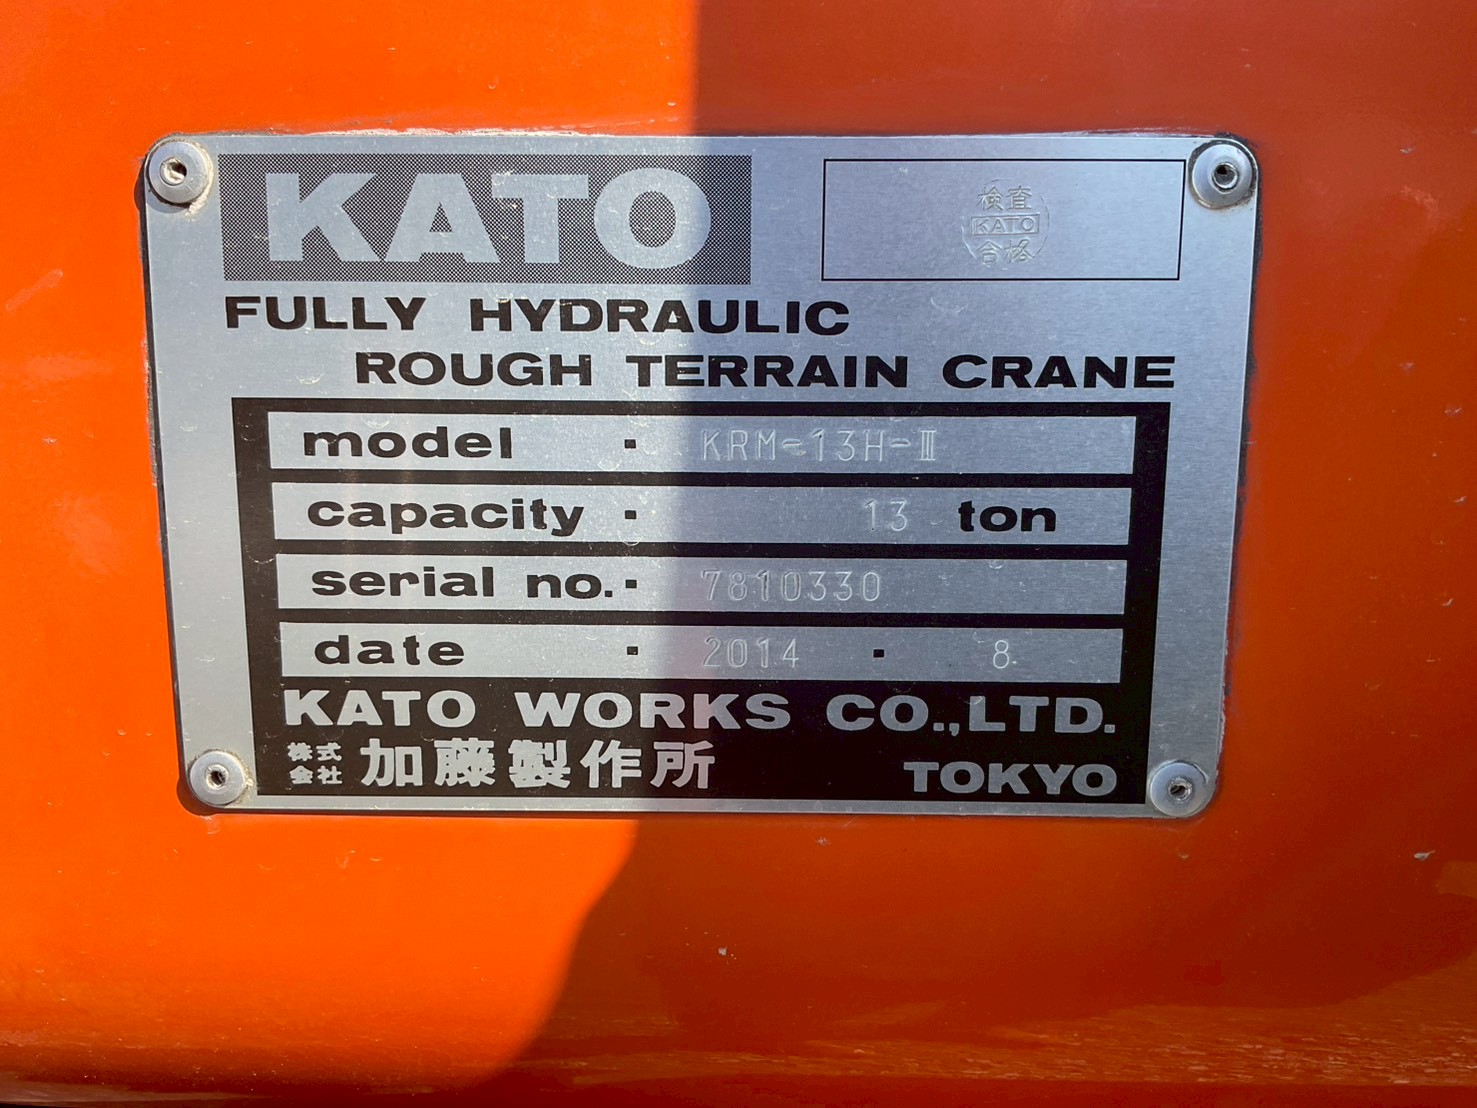 KATO
検査
KATO
合格
FULLY HYDRAULIC
ROUGH TERRAIN CRANE
model · KRM-13H-Ⅲ
capacity · 13 ton
serial no. · 7810330
date · 2014 · 8
KATO WORKS CO.,LTD.
株式会社 加藤製作所 TOKYO